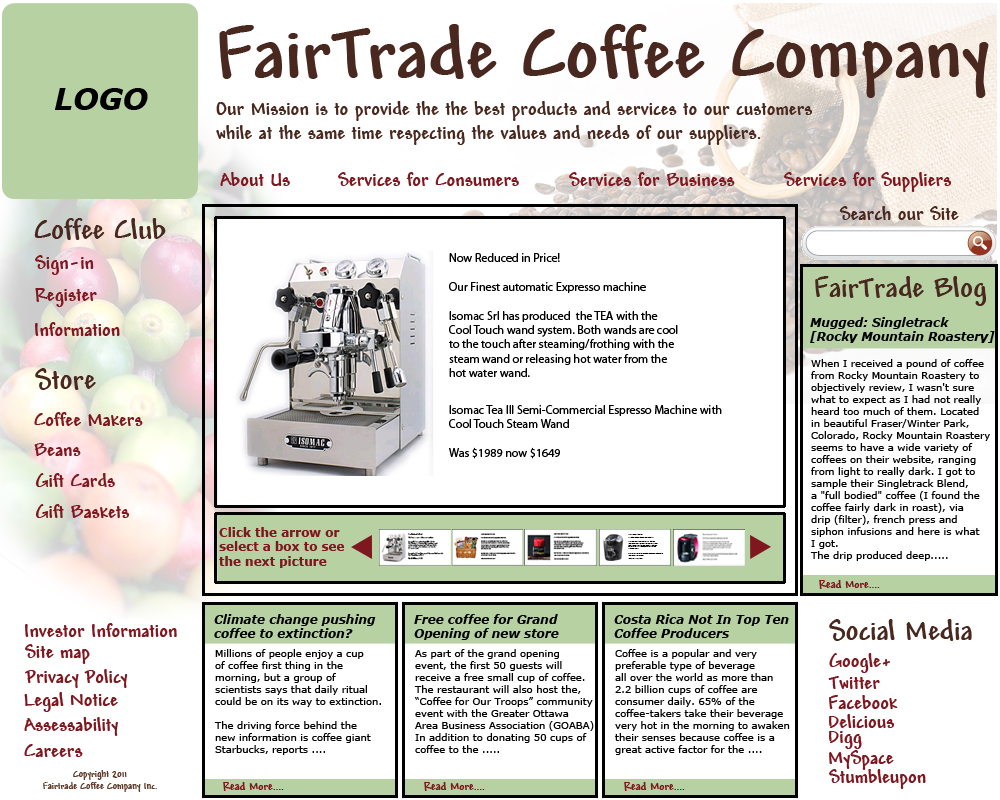 LOGO
FairTrade Coffee Company
Our Mission is to provide the the best products and services to our customers
while at the same time respecting the values and needs of our suppliers.
About Us
Services for Consumers
Services for Business
Services for Suppliers
Coffee Club
Sign-in
Register
Information
Store
Coffee Makers
Beans
Gift Cards
Gift Baskets
Now Reduced in Price!
Our Finest automatic Expresso machine
Isomac Srl has produced the TEA with the
Cool Touch wand system. Both wands are cool
to the touch after steaming/frothing with the
steam wand or releasing hot water from the
hot water wand.
Isomac Tea III Semi-Commercial Espresso Machine with
Cool Touch Steam Wand
Was $1989 now $1649
ISOMAC
Click the arrow or
select a box to see
the next picture
Search our Site
FairTrade Blog
Mugged: Singletrack
[Rocky Mountain Roastery]
When I received a pound of coffee
from Rocky Mountain Roastery to
objectively review, I wasn't sure
what to expect as I had not really
heard too much of them. Located
in beautiful Fraser/Winter Park,
Colorado, Rocky Mountain Roastery
seems to have a wide variety of
coffees on their website, ranging
from light to really dark. I got to
sample their Singletrack Blend,
a "full bodied" coffee (I found the
coffee fairly dark in roast), via
drip (filter), french press and
siphon infusions and here is what
I got.
The drip produced deep.....
Read More....
Investor Information
Site map
Privacy Policy
Legal Notice
Assessability
Careers
Copyright 2011
Fairtrade Coffee Company Inc.
Climate change pushing
coffee to extinction?
Millions of people enjoy a cup
of coffee first thing in the
morning, but a group of
scientists says that daily ritual
could be on its way to extinction.
The driving force behind the
new information is coffee giant
Starbucks, reports ....
Read More....
Free coffee for Grand
Opening of new store
As part of the grand opening
event, the first 50 guests will
receive a free small cup of coffee.
The restaurant will also host the,
“Coffee for Our Troops” community
event with the Greater Ottawa
Area Business Association (GOABA)
In addition to donating 50 cups of
coffee to the .....
Read More....
Costa Rica Not In Top Ten
Coffee Producers
Coffee is a popular and very
preferable type of beverage
all over the world as more than
2.2 billion cups of coffee are
consumer daily. 65% of the
coffee-takers take their beverage
very hot in the morning to awaken
their senses because coffee is a
great active factor for the ....
Read More....
Social Media
Google+
Twitter
Facebook
Delicious
Digg
MySpace
Stumbleupon